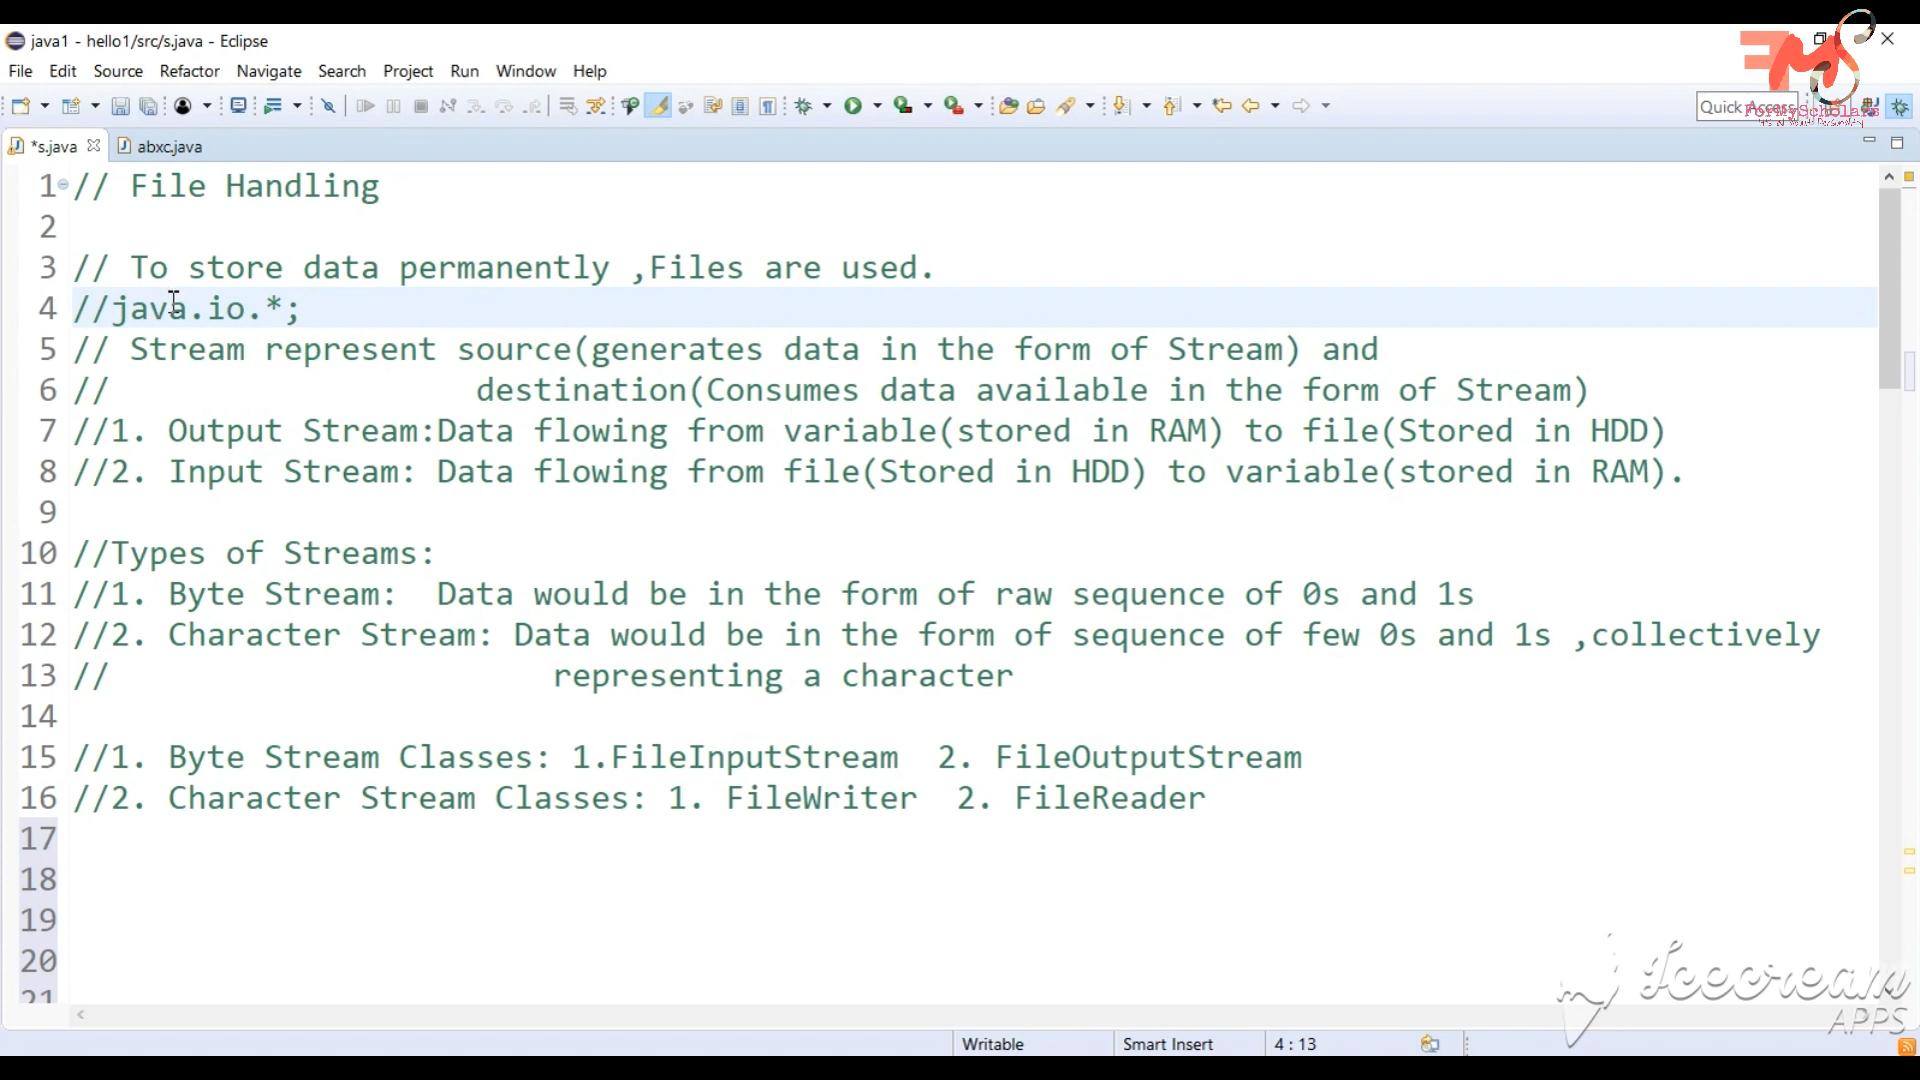 java1 - hello1/src/s.java - Eclipse
File Edit Source Refactor Navigate Search Project Run Window Help
Quick Access
ForMyScholars
*s.java abxc.java
1 // File Handling
2
3 // To store data permanently ,Files are used.
4 //java.io.*;
5 // Stream represent source(generates data in the form of Stream) and
6 // destination(Consumes data available in the form of Stream)
7 //1. Output Stream:Data flowing from variable(stored in RAM) to file(Stored in HDD)
8 //2. Input Stream: Data flowing from file(Stored in HDD) to variable(stored in RAM).
9
10 //Types of Streams:
11 //1. Byte Stream: Data would be in the form of raw sequence of 0s and 1s
12 //2. Character Stream: Data would be in the form of sequence of few 0s and 1s ,collectively
13 // representing a character
14
15 //1. Byte Stream Classes: 1.FileInputStream 2. FileOutputStream
16 //2. Character Stream Classes: 1. FileWriter 2. FileReader
17
18
19
20
21
Icecream
APPS
Writable Smart Insert 4 : 13